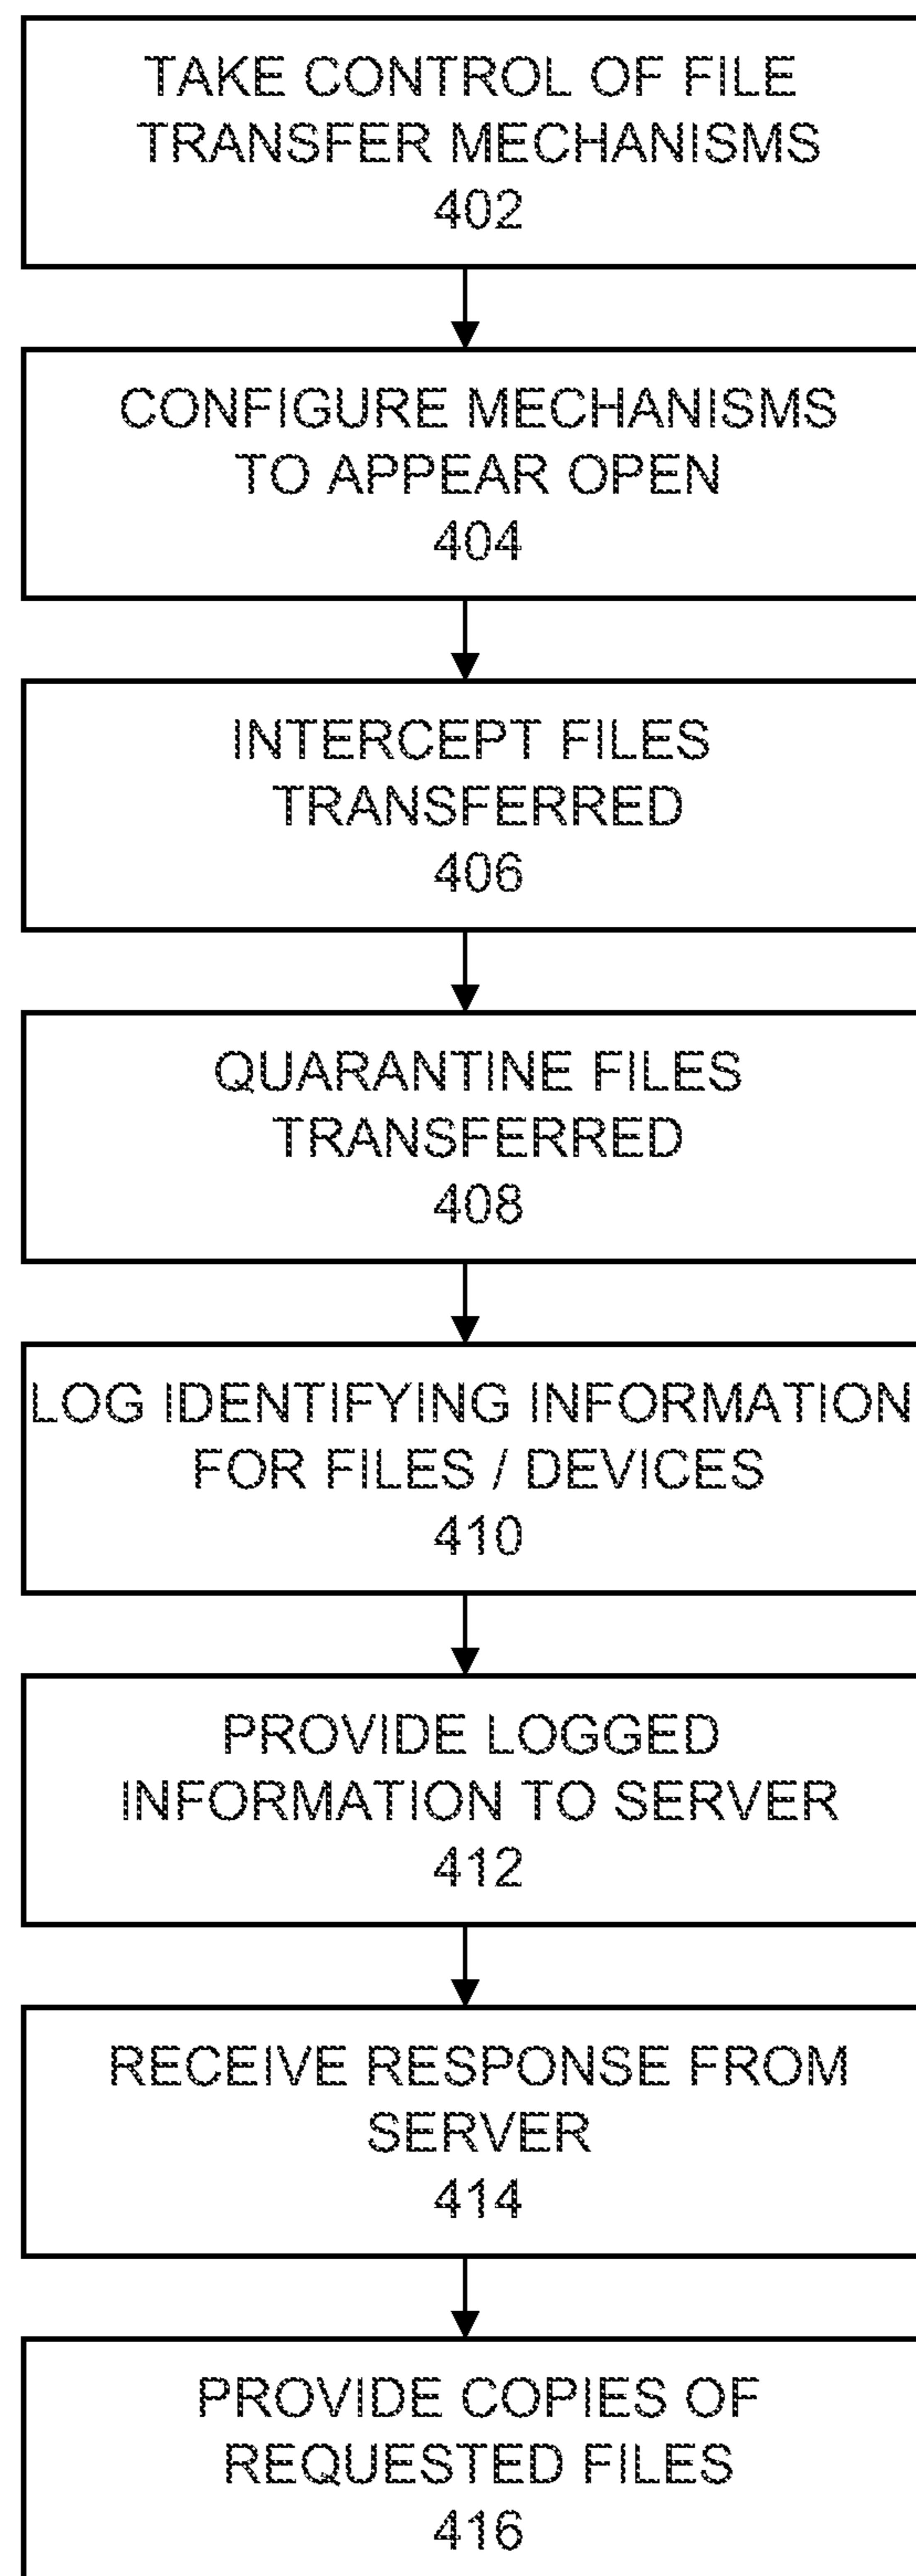 TAKE CONTROL OF FILE
TRANSFER MECHANISMS
402
CONFIGURE MECHANISMS
TO APPEAR OPEN
404
INTERCEPT FILES
TRANSFERRED
406
QUARANTINE FILES
TRANSFERRED
408
LOG IDENTIFYING INFORMATION
FOR FILES / DEVICES
410
PROVIDE LOGGED
INFORMATION TO SERVER
412
RECEIVE RESPONSE FROM
SERVER
414
PROVIDE COPIES OF
REQUESTED FILES
416